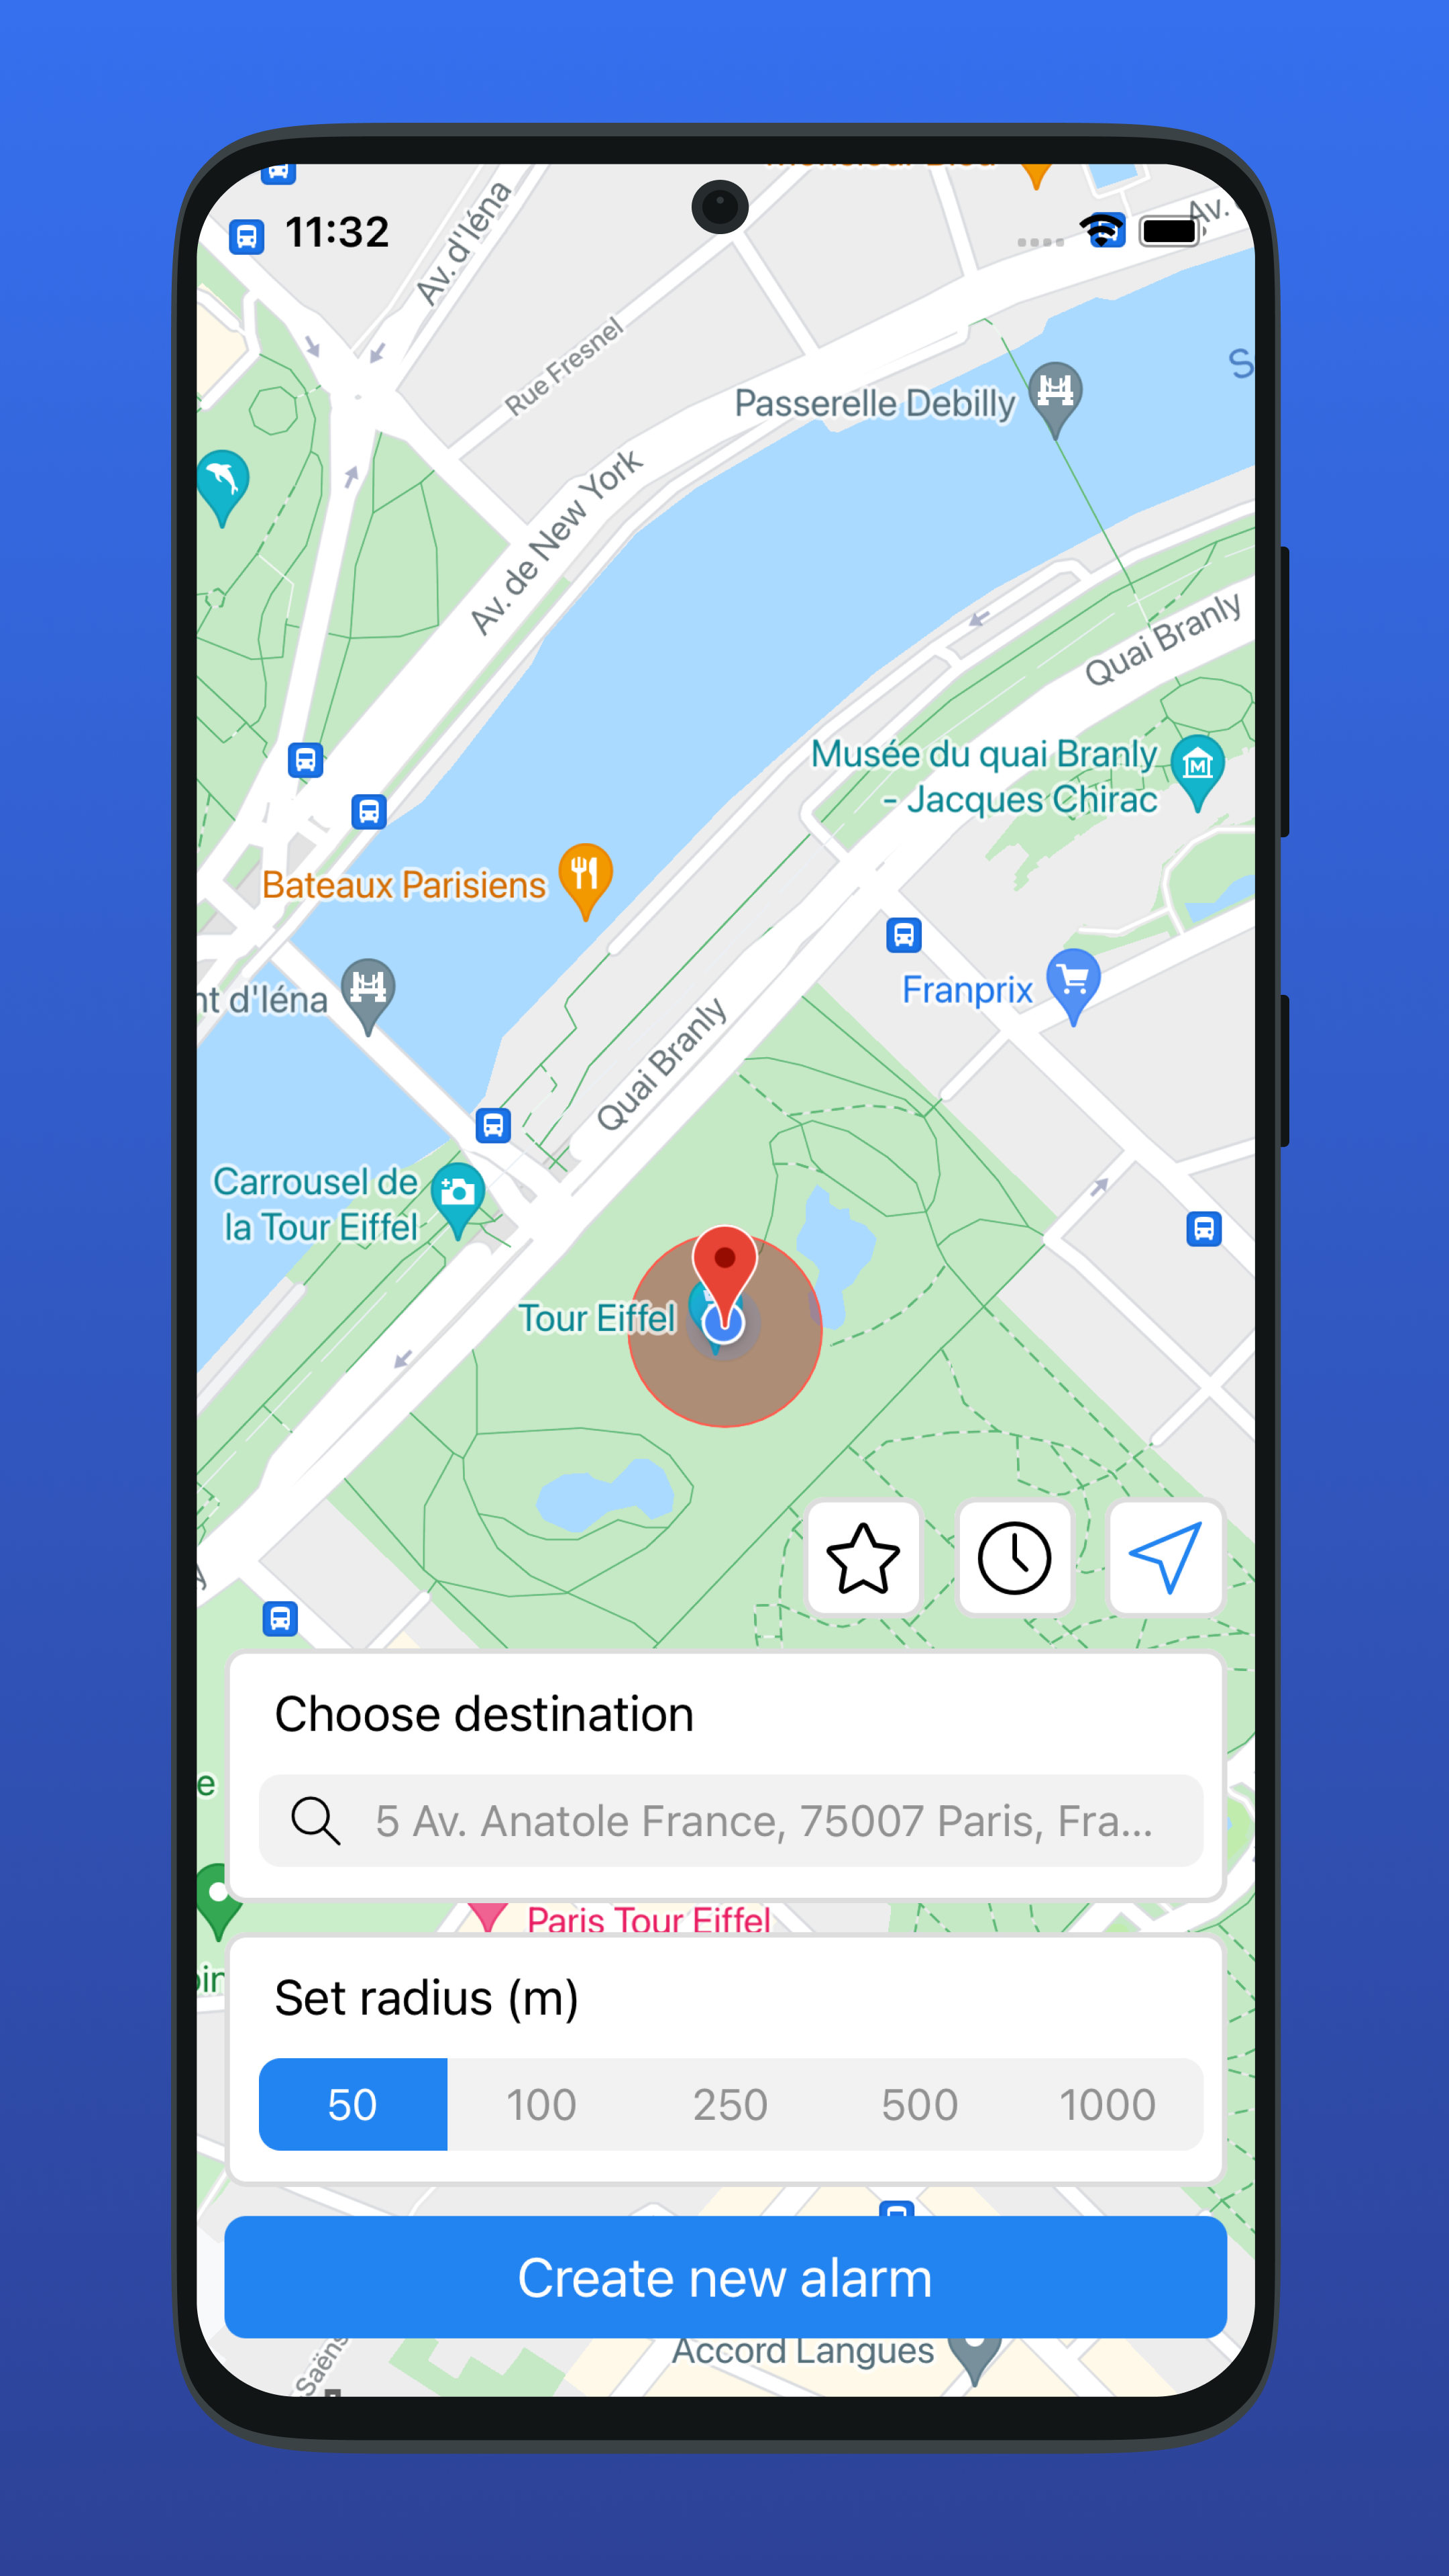 11:32
Av. d'Iéna
Rue Fresnel
Passerelle Debilly
Av. de New York
Quai Branly
Musée du quai Branly
- Jacques Chirac
Bateaux Parisiens
nt d'Iéna
Franprix
Quai Branly
Carrousel de
la Tour Eiffel
Tour Eiffel
Choose destination
5 Av. Anatole France, 75007 Paris, Fra...
Paris Tour Eiffel
Set radius (m)
50 100 250 500 1000
Create new alarm
Accord Langues
Saëns